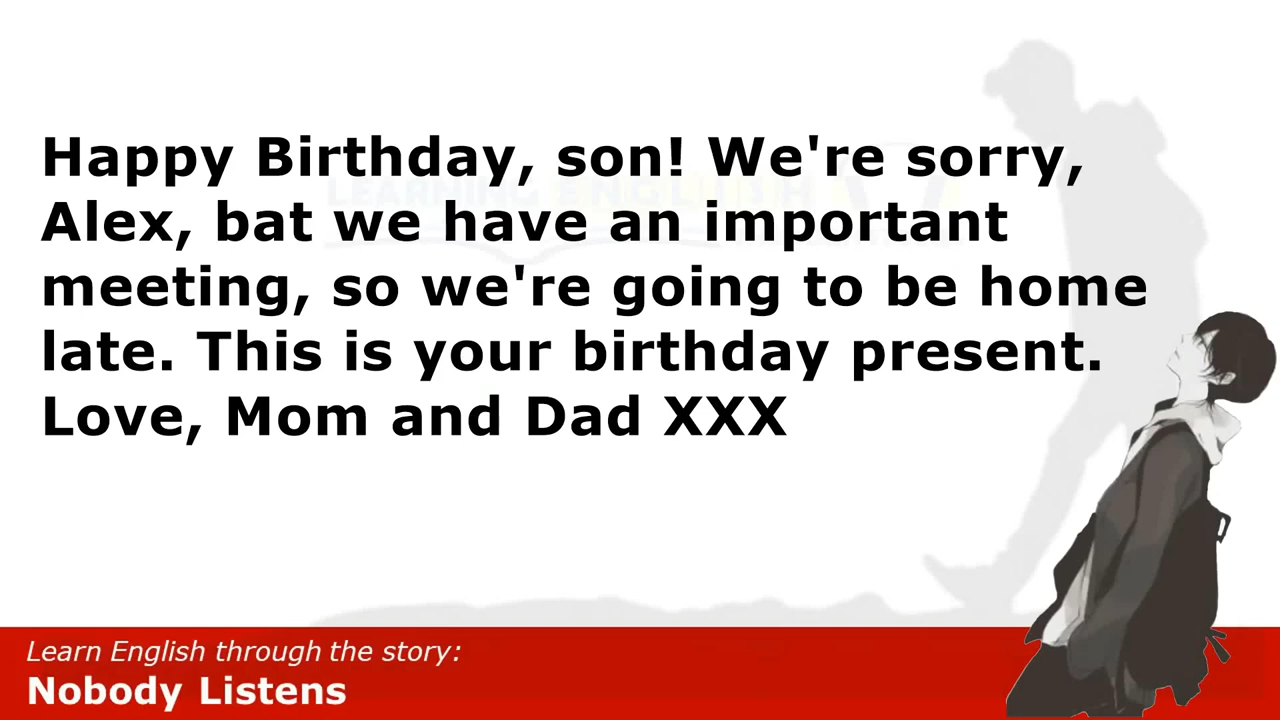 Happy Birthday, son! We're sorry,
Alex, bat we have an important
meeting, so we're going to be home
late. This is your birthday present.
Love, Mom and Dad XXX
LEARNING ENGLISH
Learn English through the story:
Nobody Listens